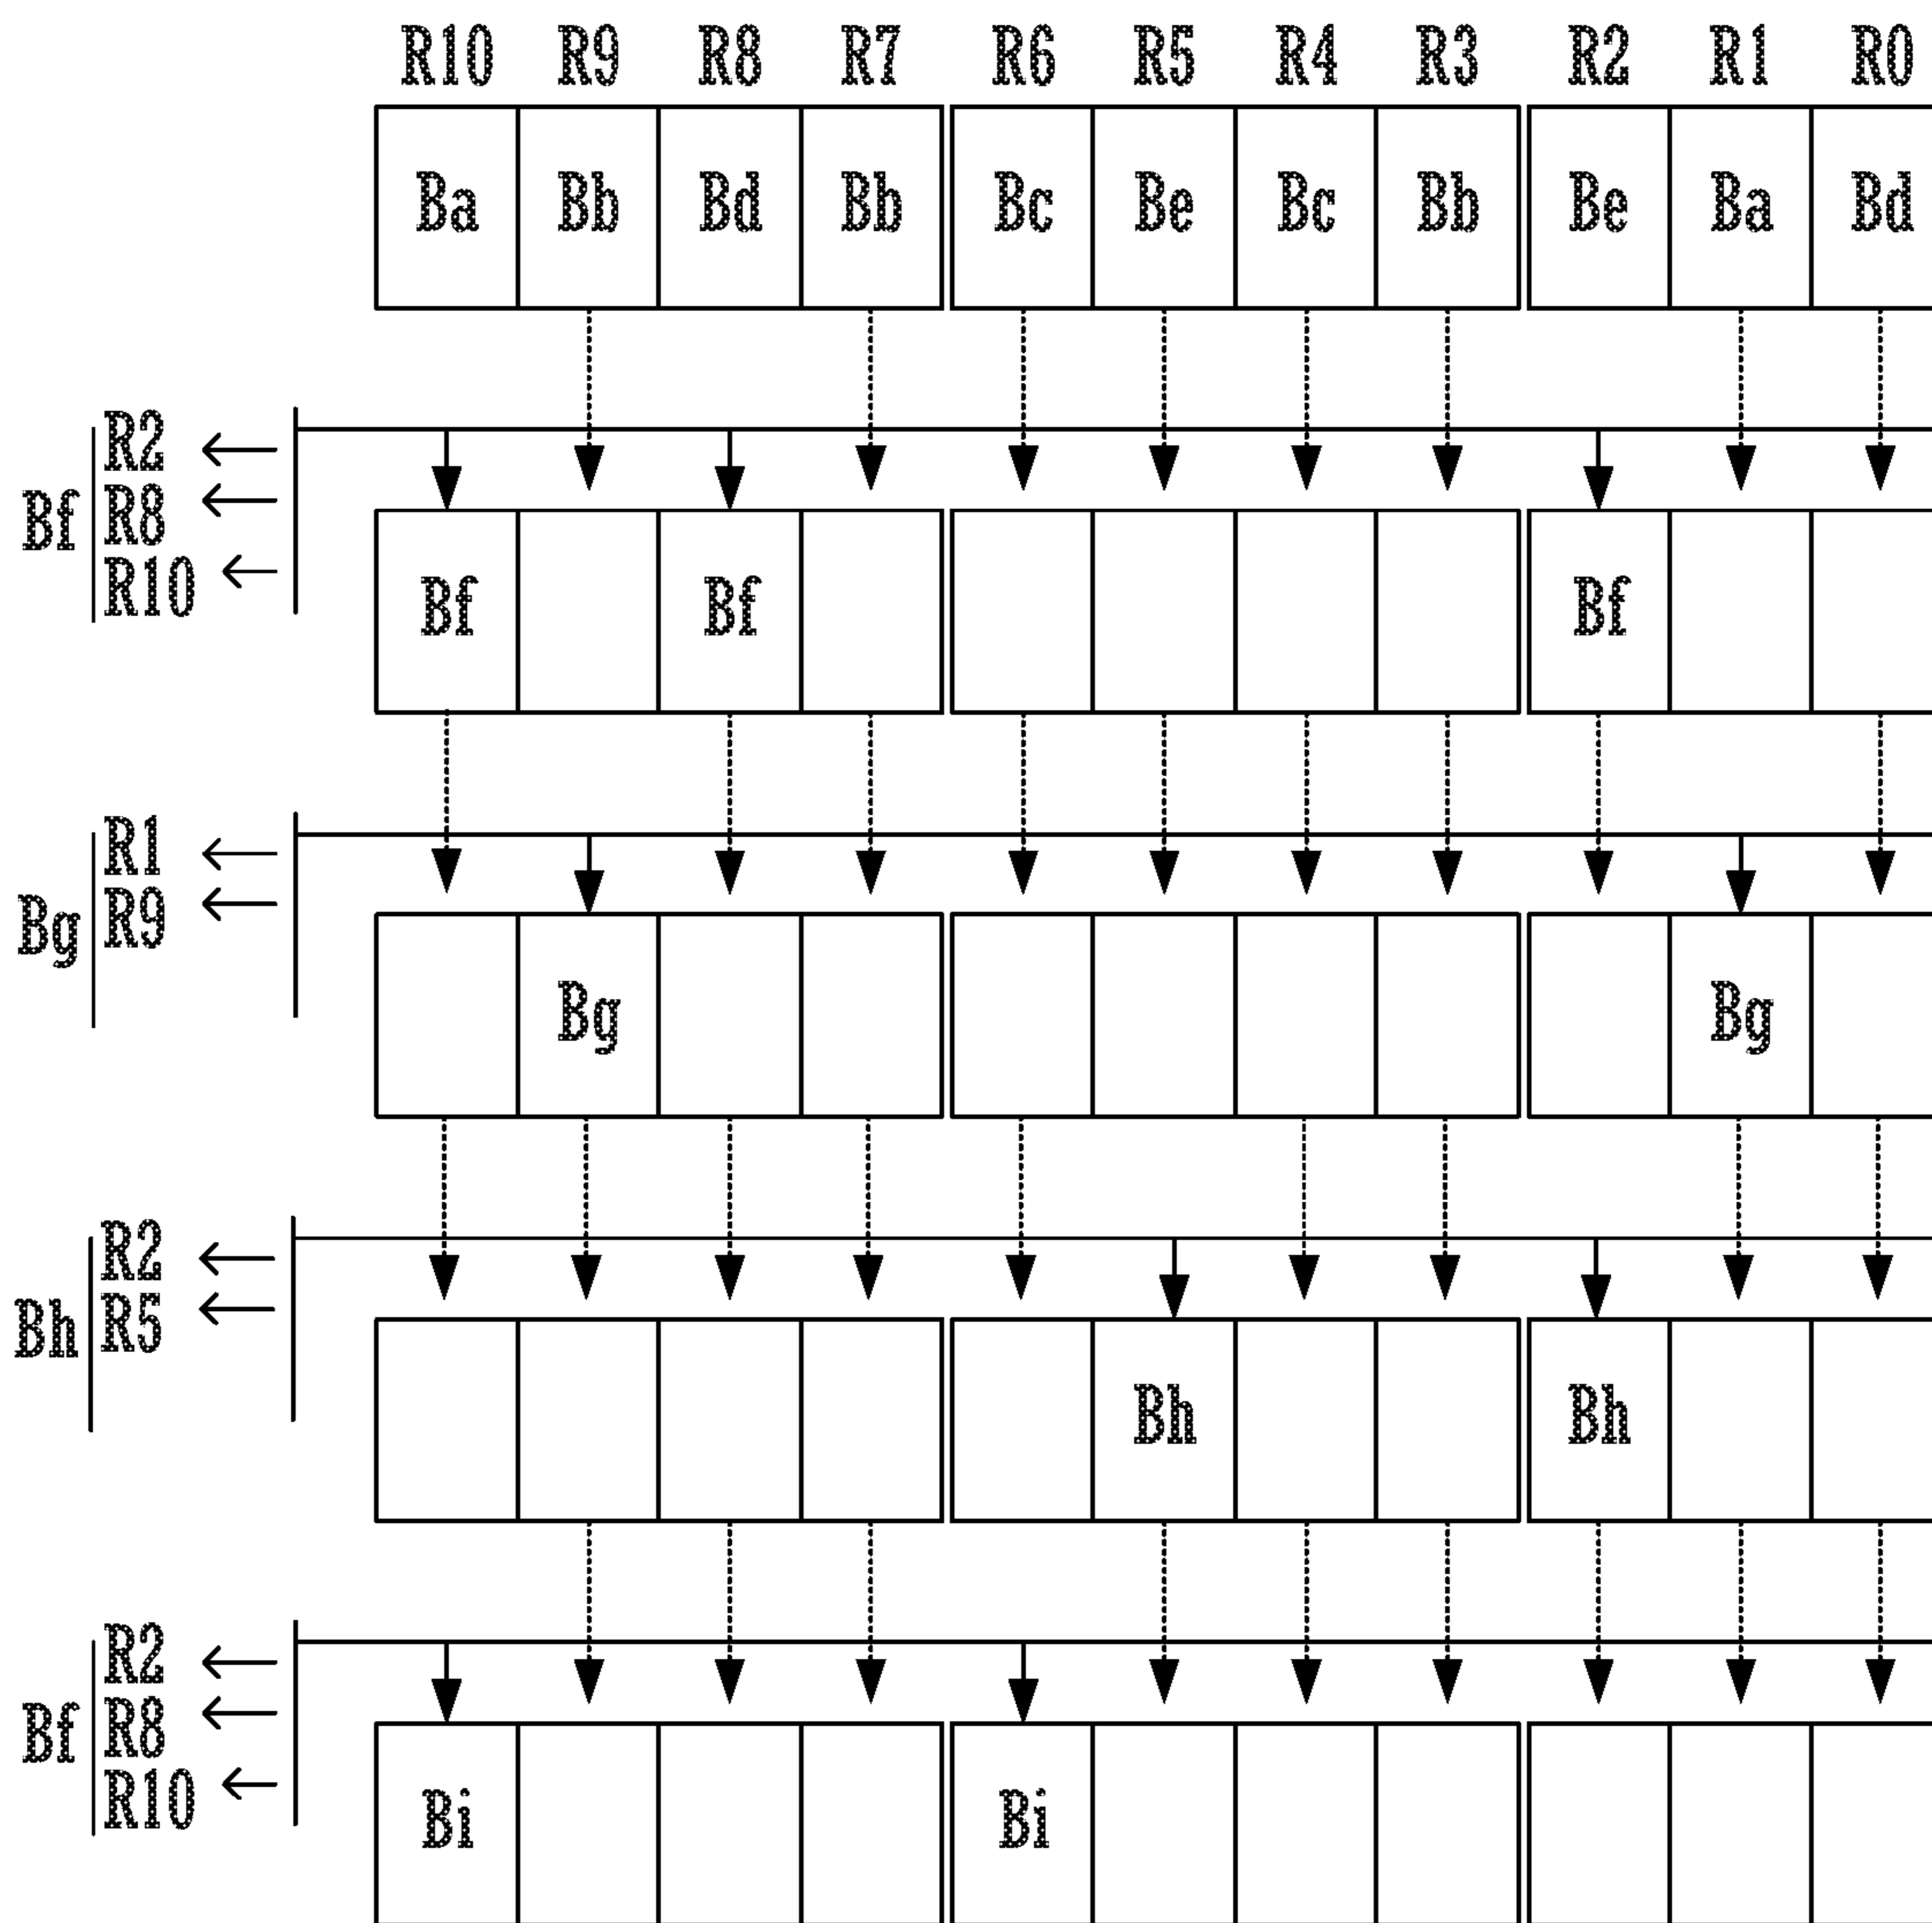 R10 R9 R8 R7 R6 R5 R4 R3 R2 R1 R0
Ba Bb Bd Bb Bc Be Bc Bb Be Ba Bd
R2
Bf R8
R10
Bf Bf Bf
R1
Bg R9
Bg Bg
R2
Bh R5
Bh Bh
R2
Bf R8
R10
Bi Bi